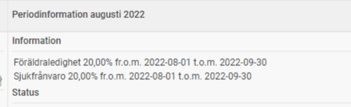 Periodinformation augusti 2022
Information
Föräldraledighet 20,00% fr.o.m. 2022-08-01 t.o.m. 2022-09-30
Sjukfrånvaro 20,00% fr.o.m. 2022-08-01 t.o.m. 2022-09-30
Status